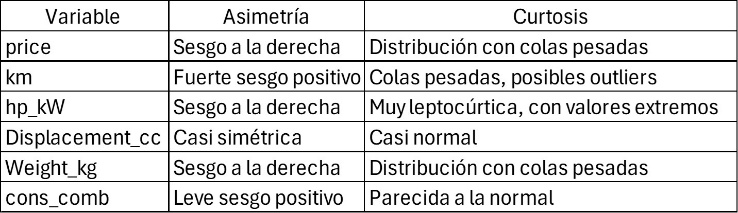 Variable Asimetría Curtosis
price Sesgo a la derecha Distribución con colas pesadas
km Fuerte sesgo positivo Colas pesadas, posibles outliers
hp_kW Sesgo a la derecha Muy leptocúrtica, con valores extremos
Displacement_cc Casi simétrica Casi normal
Weight_kg Sesgo a la derecha Distribución con colas pesadas
cons_comb Leve sesgo positivo Parecida a la normal